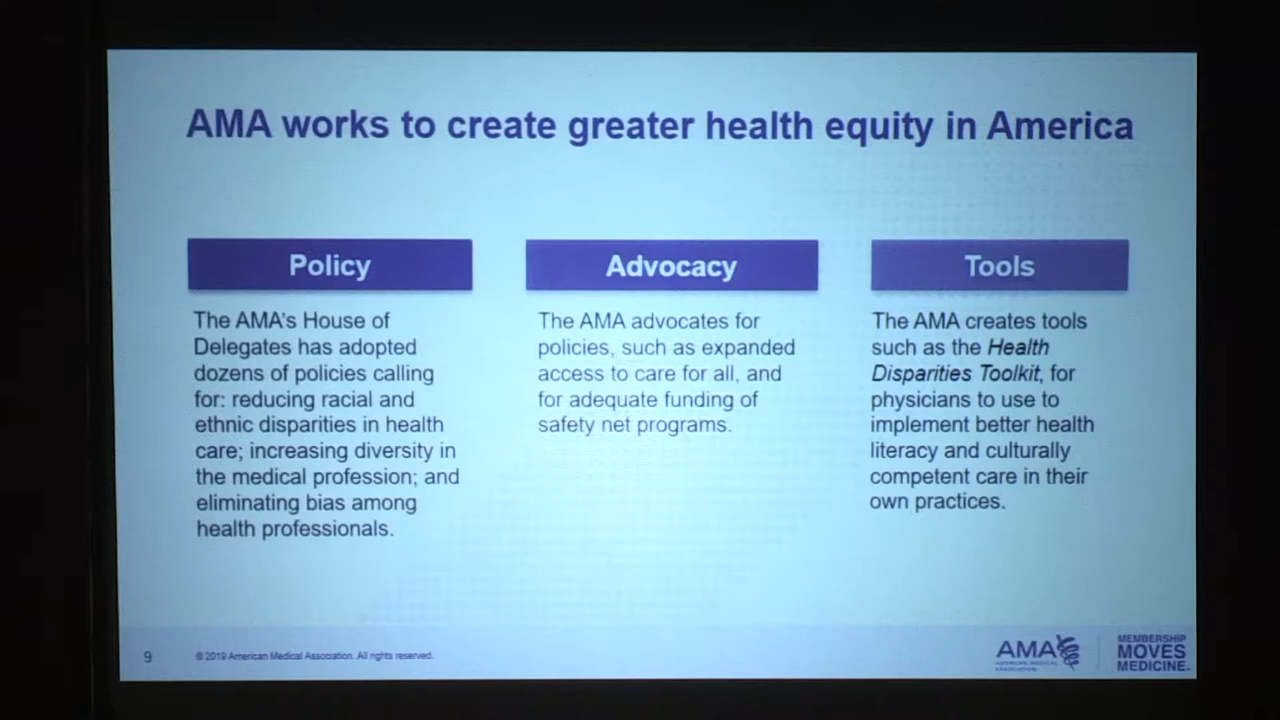 AMA works to create greater health equity in America
Policy
The AMA's House of
Delegates has adopted
dozens of policies calling
for: reducing racial and
ethnic disparities in health
care; increasing diversity in
the medical profession; and
eliminating bias among
health professionals.
Advocacy
The AMA advocates for
policies, such as expanded
access to care for all, and
for adequate funding of
safety net programs.
Tools
The AMA creates tools
such as the Health
Disparities Toolkit, for
physicians to use to
implement better health
literacy and culturally
competent care in their
own practices.
9
© 2019 American Medical Association. All rights reserved.
AMA
AMERICAN MEDICAL
ASSOCIATION
MEMBERSHIP
MOVES
MEDICINE.